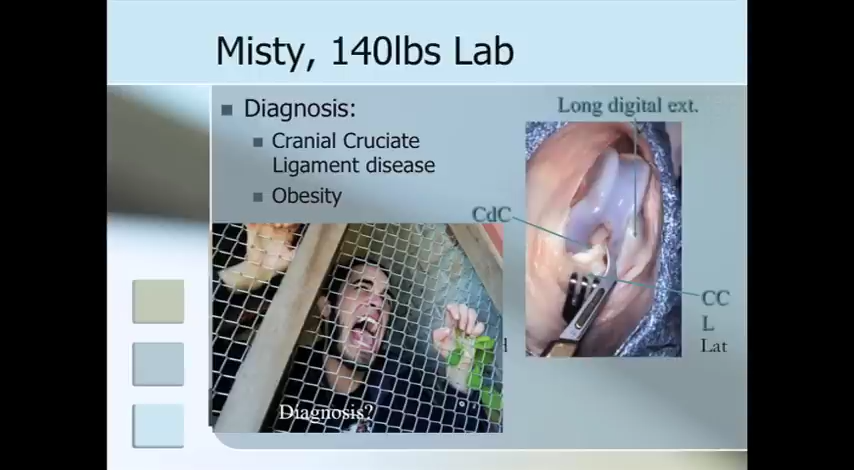 Misty, 140lbs Lab
Diagnosis:
Cranial Cruciate
Ligament disease
Obesity
Long digital ext.
CdC
CC
L
Lat
Diagnosis?